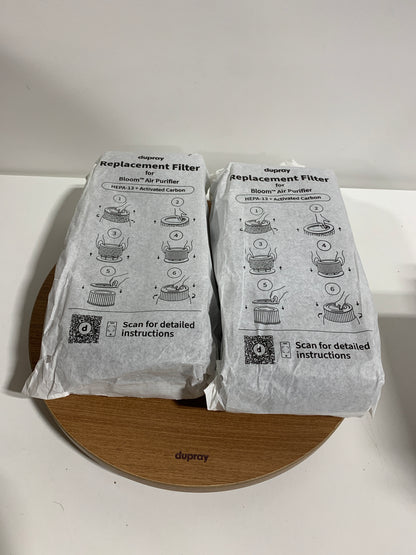 dupray
Replacement Filter
for
Bloom™ Air Purifier
HEPA-13 + Activated Carbon
1
2
3
4
5
6
d
Scan for detailed
instructions
dupray
Replacement Filter
for
Bloom™ Air Purifier
HEPA-13 + Activated Carbon
1
2
3
4
5
6
d
Scan for detailed
instructions
dupray